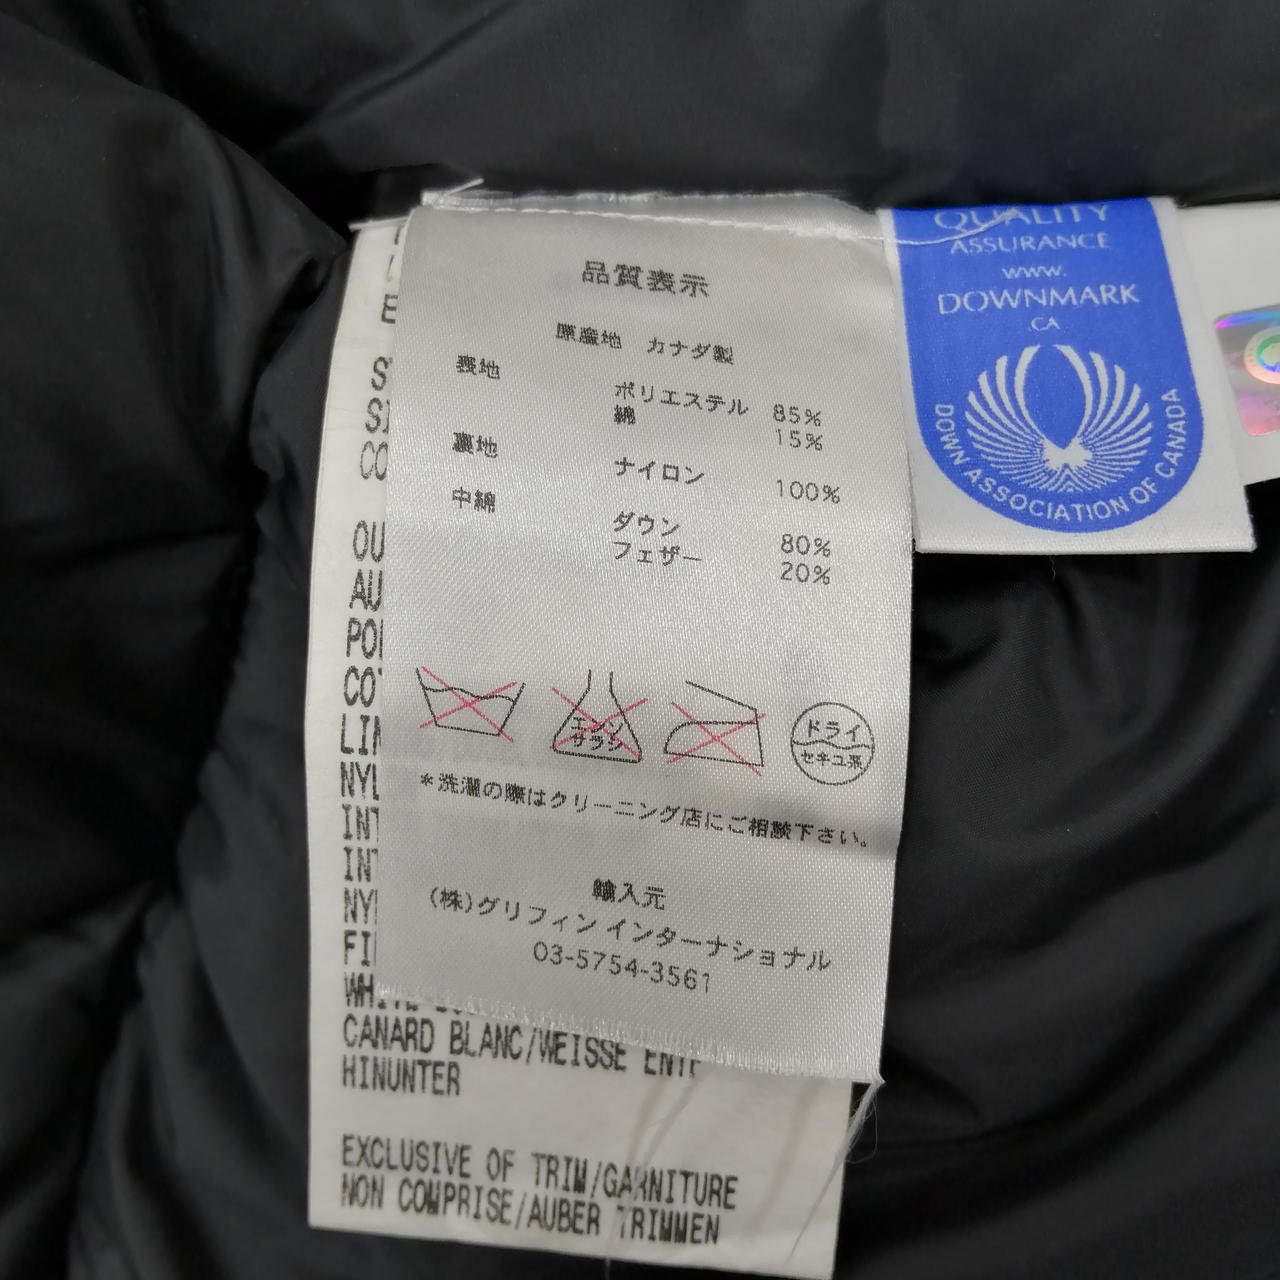 品質表示
原産地 カナダ製
表地
ポリエステル 85%
綿 15%
裏地
ナイロン 100%
中綿
ダウン 80%
フェザー 20%
エンソ
サラシ
ドライ
セキユ系
*洗濯の際はクリーニング店にご相談下さい。
輸入元
(株)グリフィン インターナショナル
03-5754-3561
QUALITY
ASSURANCE
www.
DOWNMARK
.CA
DOWN ASSOCIATION OF CANADA
CANARD BLANC/WEISSE ENTE
HINUNTER
EXCLUSIVE OF TRIM/GARNITURE
NON COMPRISE/AUBER TRIMMEN